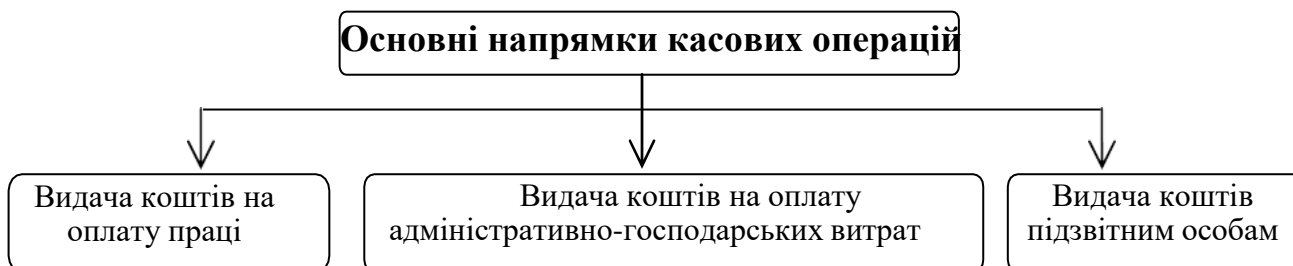 Основні напрямки касових операцій
Видача коштів на
оплату праці
Видача коштів на оплату
адміністративно-господарських витрат
Видача коштів
підзвітним особам